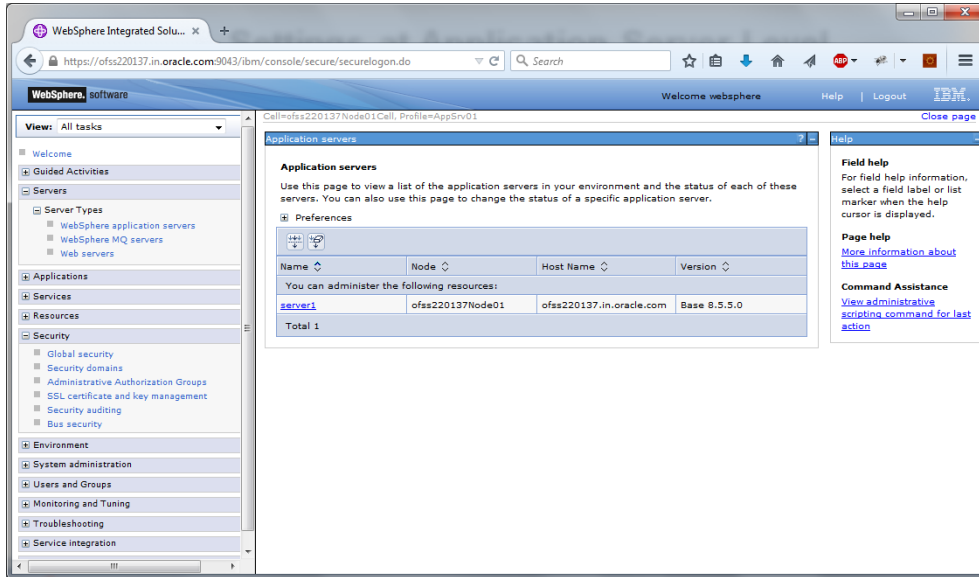 Settings at Application Server Level
WebSphere Integrated Solu... × +
https://ofss220137.in.oracle.com:9043/ibm/console/secure/securelogon.do
Search
ABP
WebSphere. software
Welcome websphere
Help | Logout
IBM.
View: All tasks
Welcome
Guided Activities
Servers
Server Types
WebSphere application servers
WebSphere MQ servers
Web servers
Applications
Services
Resources
Security
Global security
Security domains
Administrative Authorization Groups
SSL certificate and key management
Security auditing
Bus security
Environment
System administration
Users and Groups
Monitoring and Tuning
Troubleshooting
Service integration
Cell=ofss220137Node01Cell, Profile=AppSrv01
Close page
Application servers
? -
Application servers
Use this page to view a list of the application servers in your environment and the status of each of these
servers. You can also use this page to change the status of a specific application server.
Preferences
Name Node Host Name Version
You can administer the following resources:
server1 ofss220137Node01 ofss220137.in.oracle.com Base 8.5.5.0
Total 1
Help
Field help
For field help information,
select a field label or list
marker when the help
cursor is displayed.
Page help
More information about
this page
Command Assistance
View administrative
scripting command for last
action